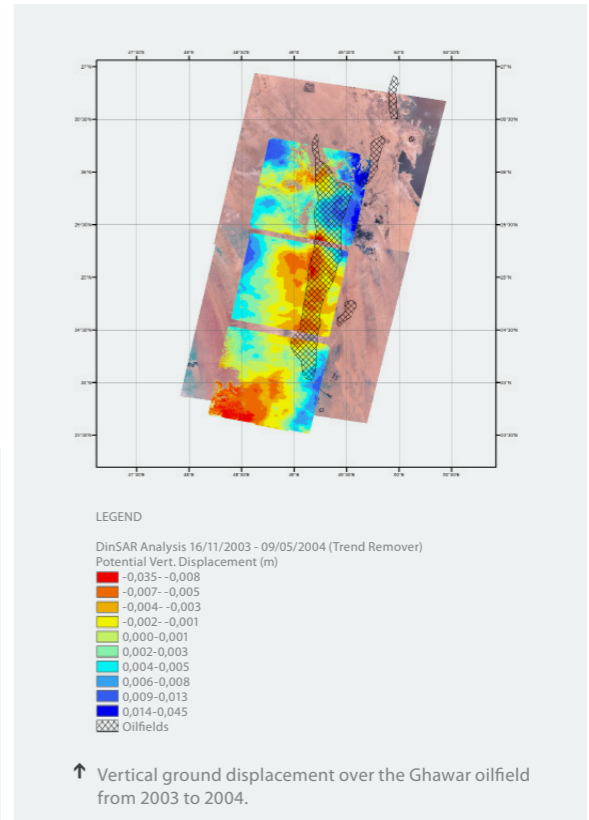 LEGEND
DinSAR Analysis 16/11/2003 - 09/05/2004 (Trend Remover)
Potential Vert. Displacement (m)
-0,035- -0,008
-0,007- -0,005
-0,004- -0,003
-0,002- -0,001
0,000-0,001
0,002-0,003
0,004-0,005
0,006-0,008
0,009-0,013
0,014-0,045
Oilfields
↑ Vertical ground displacement over the Ghawar oilfield
from 2003 to 2004.